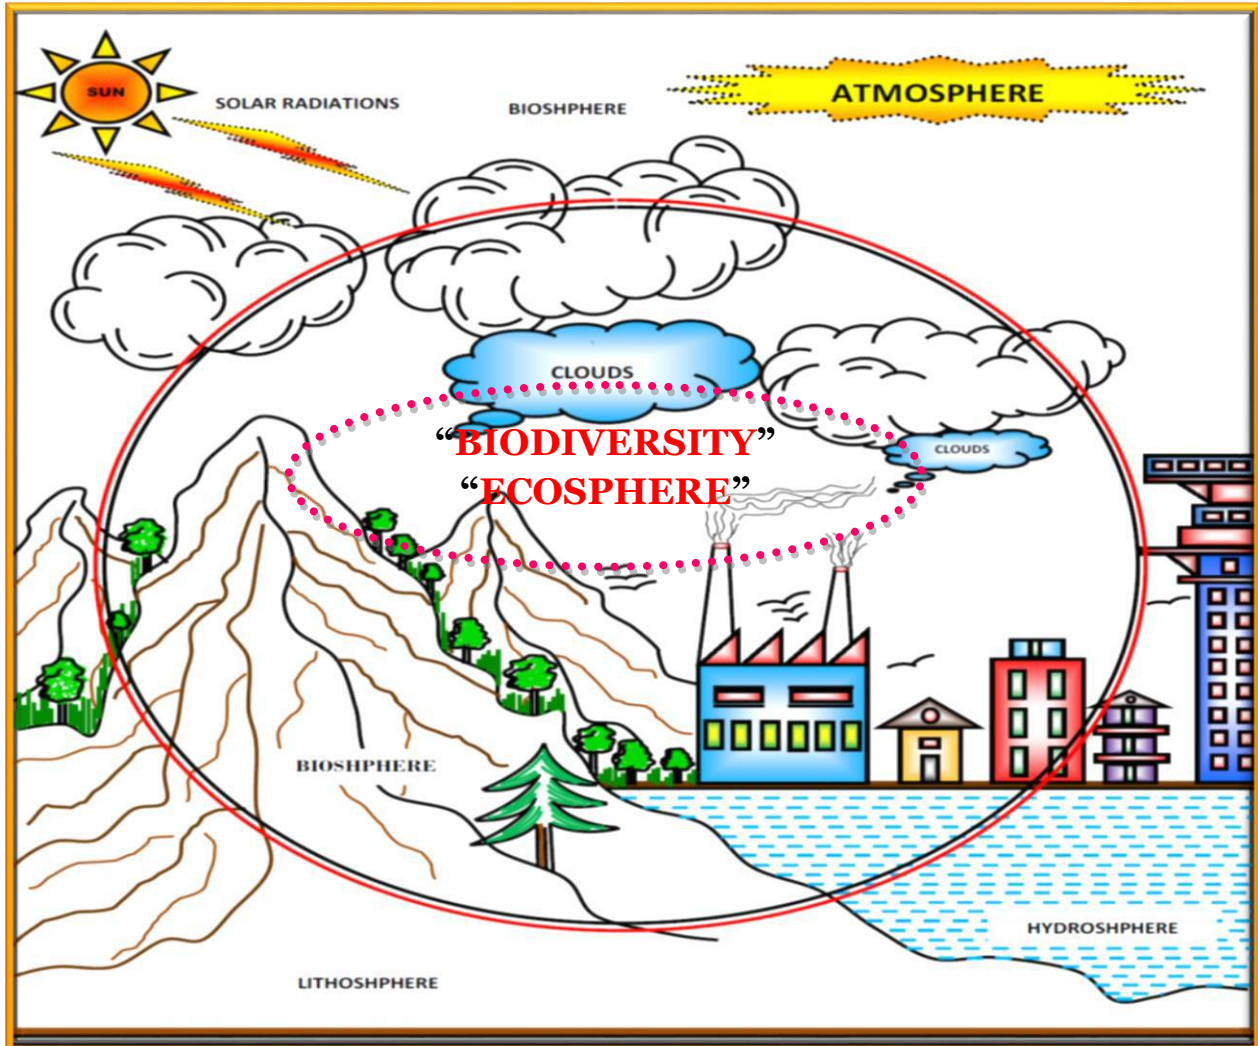 SUN
SOLAR RADIATIONS
BIOSHPHERE
ATMOSPHERE
CLOUDS
“BIODIVERSITY”
CLOUDS
“ECOSPHERE”
BIOSHPHERE
HYDROSHPHERE
LITHOSHPHERE